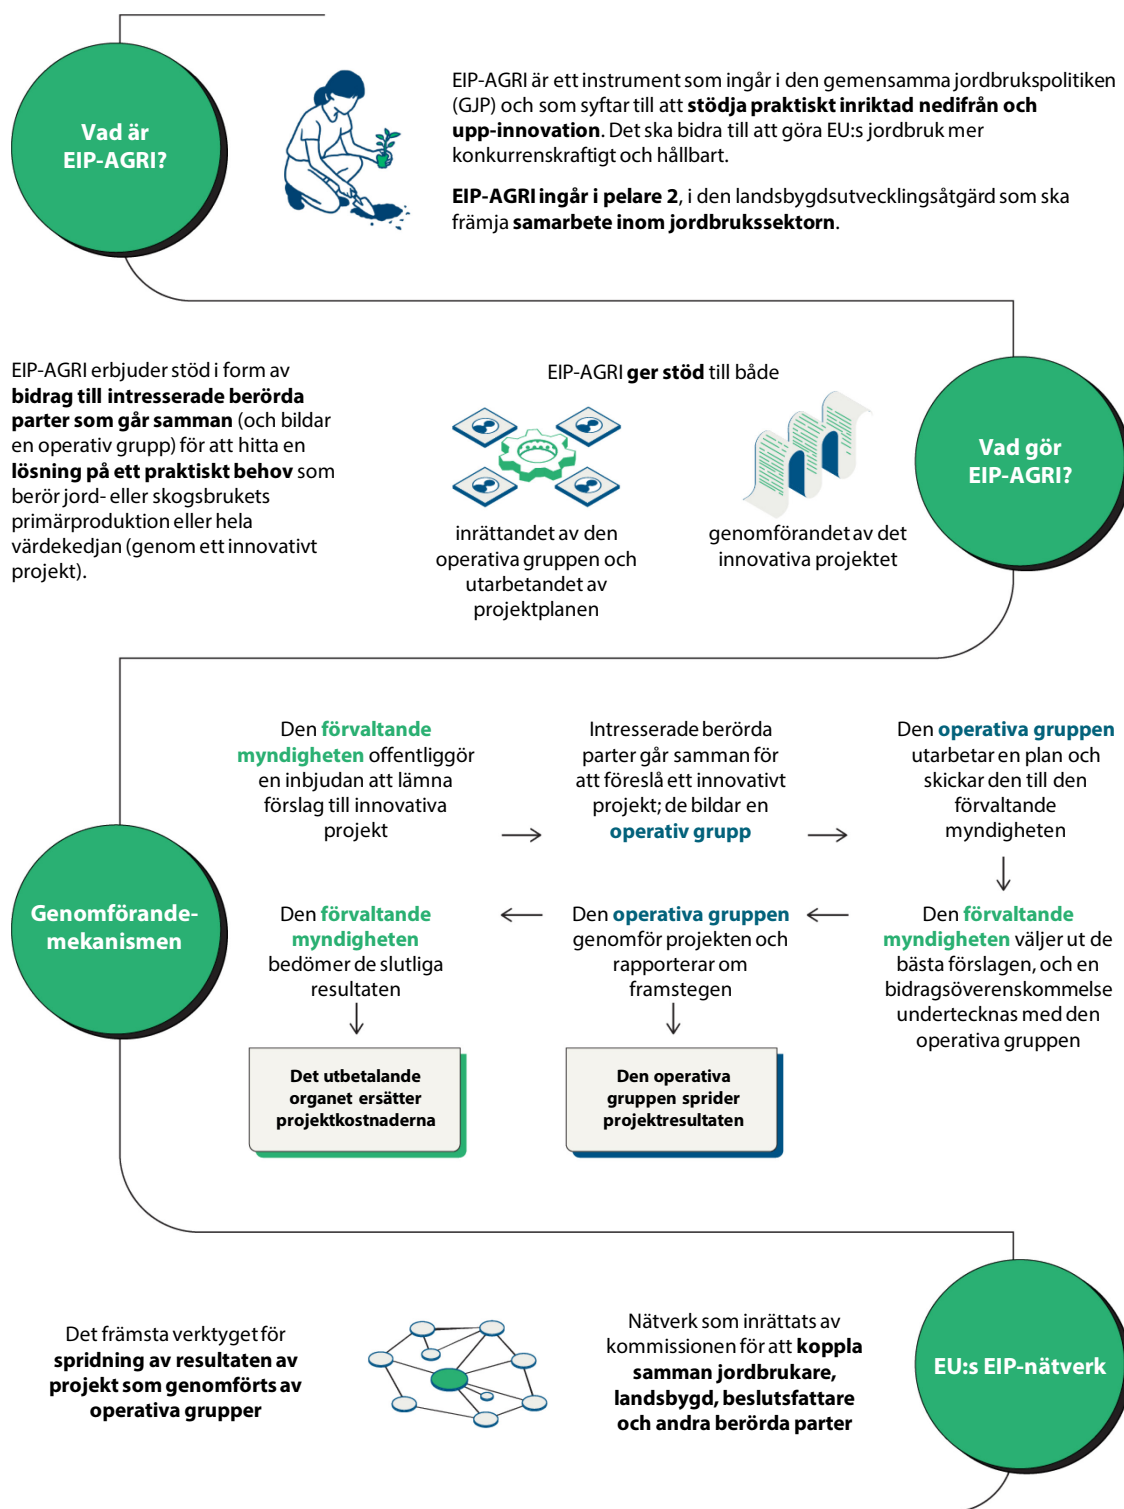 Vad är
EIP-AGRI?
EIP-AGRI är ett instrument som ingår i den gemensamma jordbrukspolitiken
(GJP) och som syftar till att stödja praktiskt inriktad nedifrån och
upp-innovation. Det ska bidra till att göra EU:s jordbruk mer
konkurrenskraftigt och hållbart.
EIP-AGRI ingår i pelare 2, i den landsbygdsutvecklingsåtgärd som ska
främja samarbete inom jordbrukssektorn.
EIP-AGRI erbjuder stöd i form av
bidrag till intresserade berörda
parter som går samman (och bildar
en operativ grupp) för att hitta en
lösning på ett praktiskt behov som
berör jord- eller skogsbrukets
primärproduktion eller hela
värdekedjan (genom ett innovativt
projekt).
EIP-AGRI ger stöd till både
inrättandet av den
operativa gruppen och
utarbetandet av
projektplanen
genomförandet av det
innovativa projektet
Vad gör
EIP-AGRI?
Den förvaltande
myndigheten offentliggör
en inbjudan att lämna
förslag till innovativa
projekt
Intresserade berörda
parter går samman för
att föreslå ett innovativt
projekt; de bildar en
operativ grupp
Den operativa gruppen
utarbetar en plan och
skickar den till den
förvaltande
myndigheten
Genomförande-
mekanismen
Den förvaltande
myndigheten
bedömer de slutliga
resultaten
Den operativa gruppen
genomför projekten och
rapporterar om
framstegen
Den förvaltande
myndigheten väljer ut de
bästa förslagen, och en
bidragsöverenskommelse
undertecknas med den
operativa gruppen
Det utbetalande
organet ersätter
projektkostnaderna
Den operativa
gruppen sprider
projektresultaten
Det främsta verktyget för
spridning av resultaten av
projekt som genomförts av
operativa grupper
Nätverk som inrättats av
kommissionen för att koppla
samman jordbrukare,
landsbygd, beslutsfattare
och andra berörda parter
EU:s EIP-nätverk